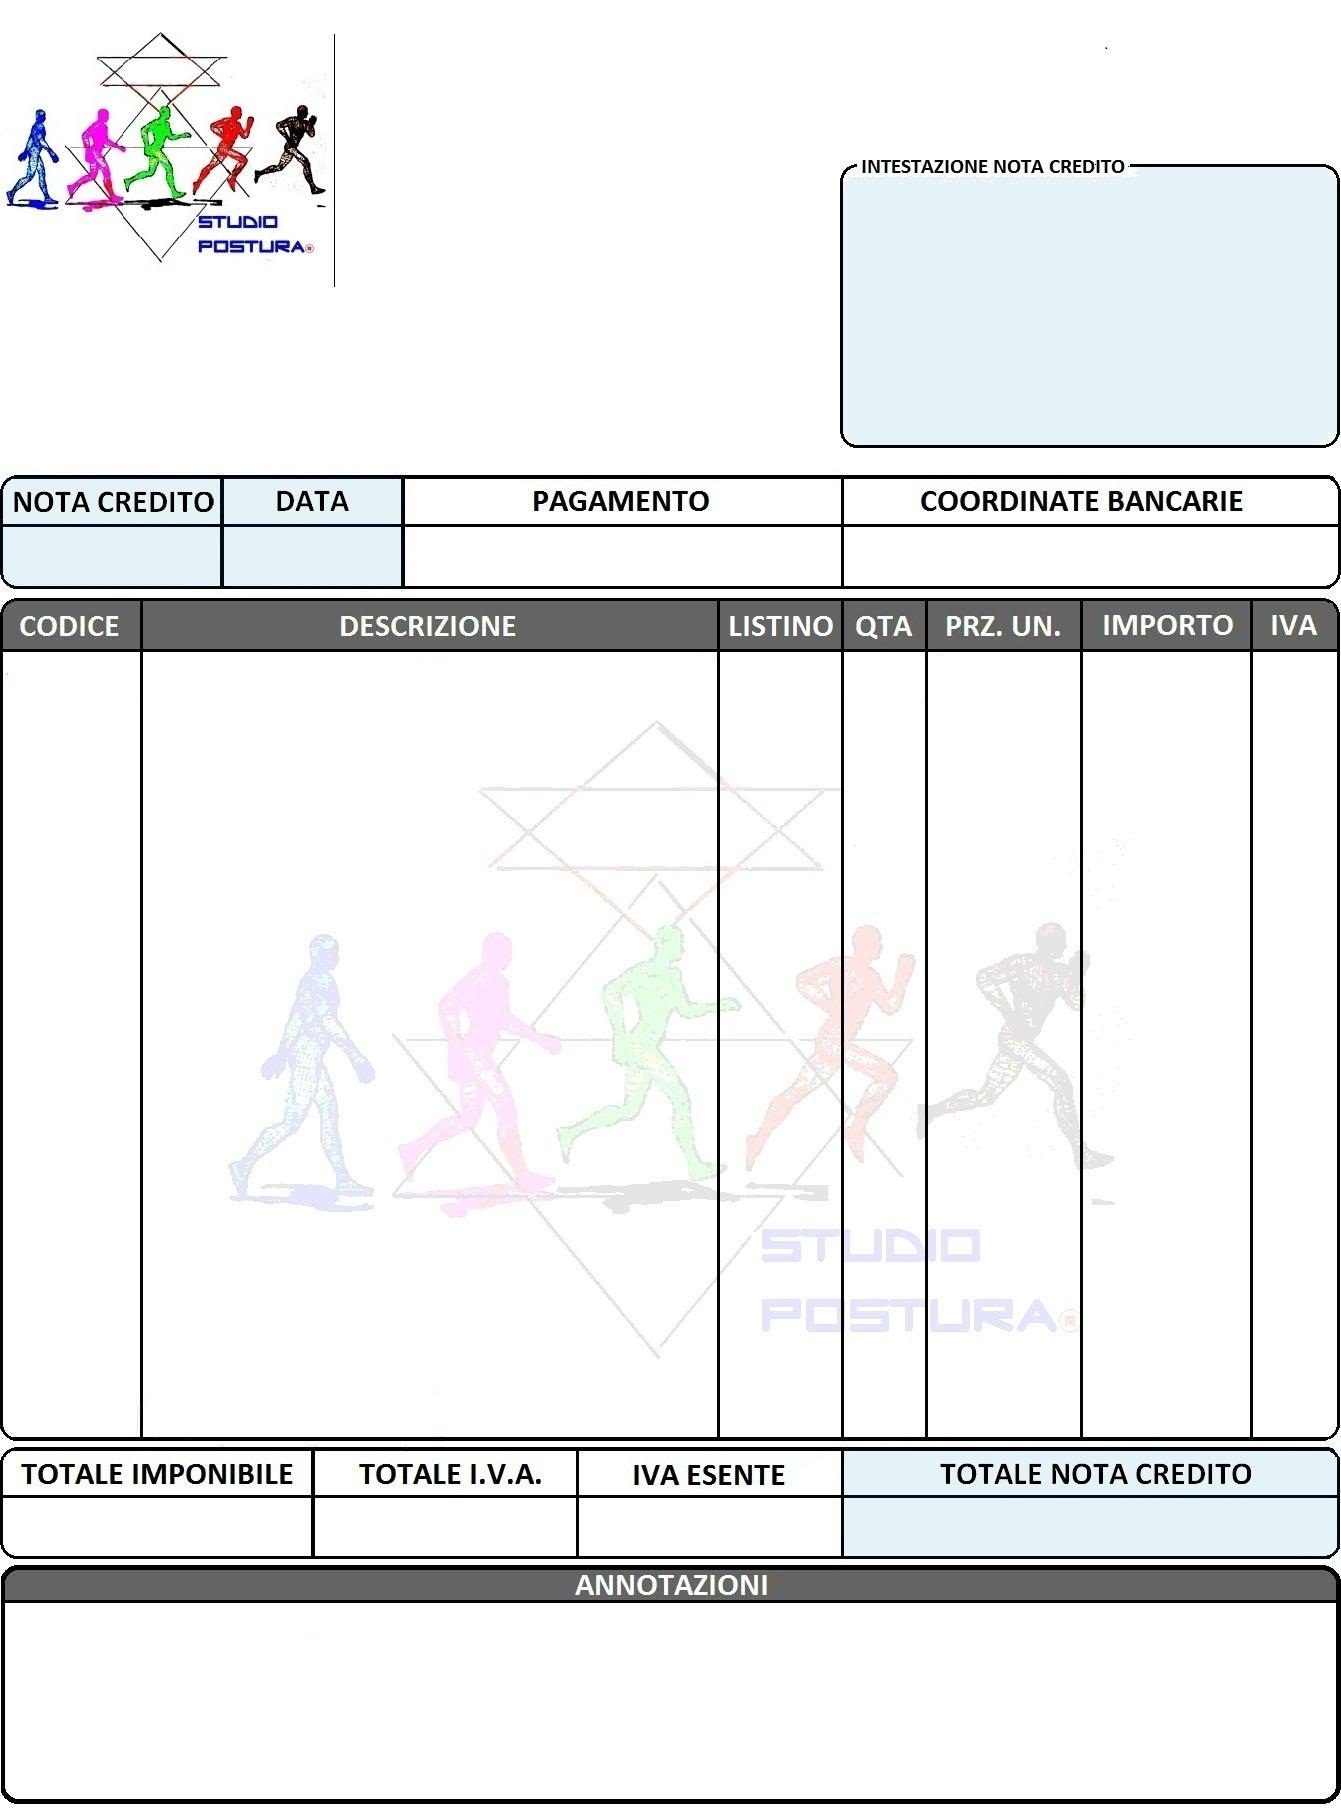 STUDIO
POSTURA®
INTESTAZIONE NOTA CREDITO
NOTA CREDITO DATA PAGAMENTO COORDINATE BANCARIE
CODICE DESCRIZIONE LISTINO QTA PRZ. UN. IMPORTO IVA
STUDIO
POSTURA®
TOTALE IMPONIBILE TOTALE I.V.A. IVA ESENTE TOTALE NOTA CREDITO
ANNOTAZIONI